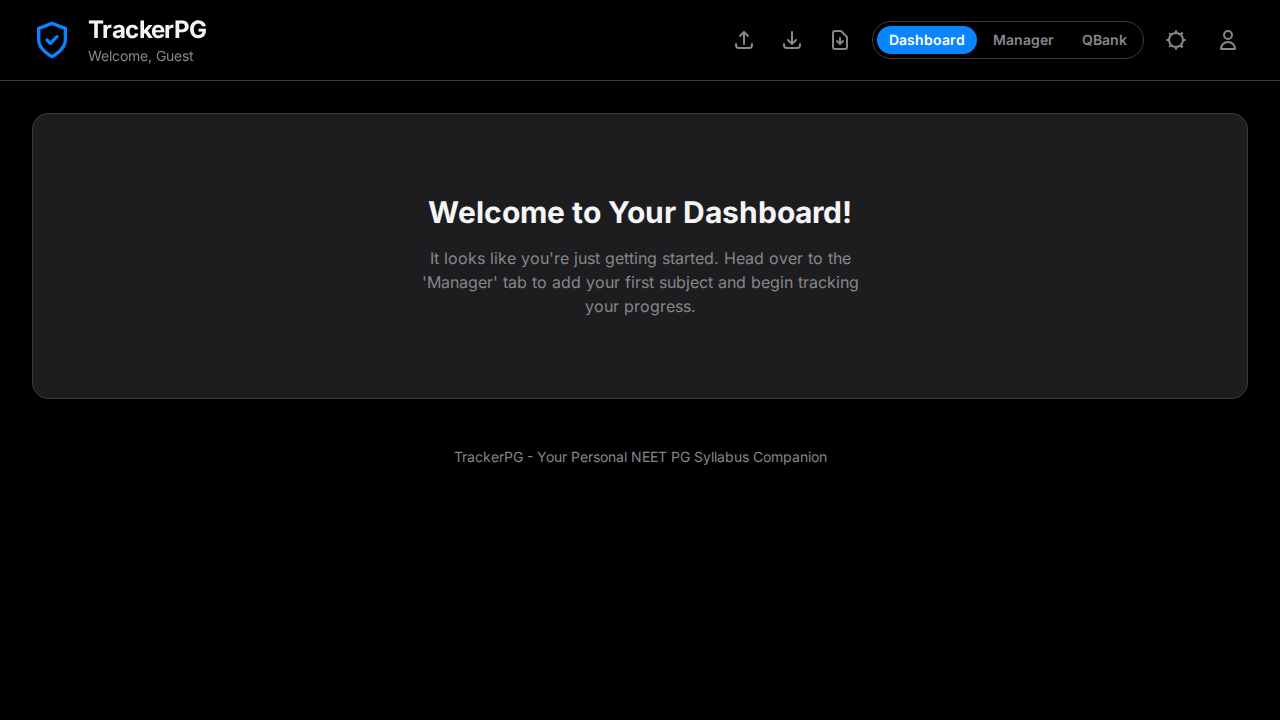 TrackerPG
Welcome, Guest
Dashboard
Manager
QBank
Welcome to Your Dashboard!
It looks like you're just getting started. Head over to the
'Manager' tab to add your first subject and begin tracking
your progress.
TrackerPG - Your Personal NEET PG Syllabus Companion